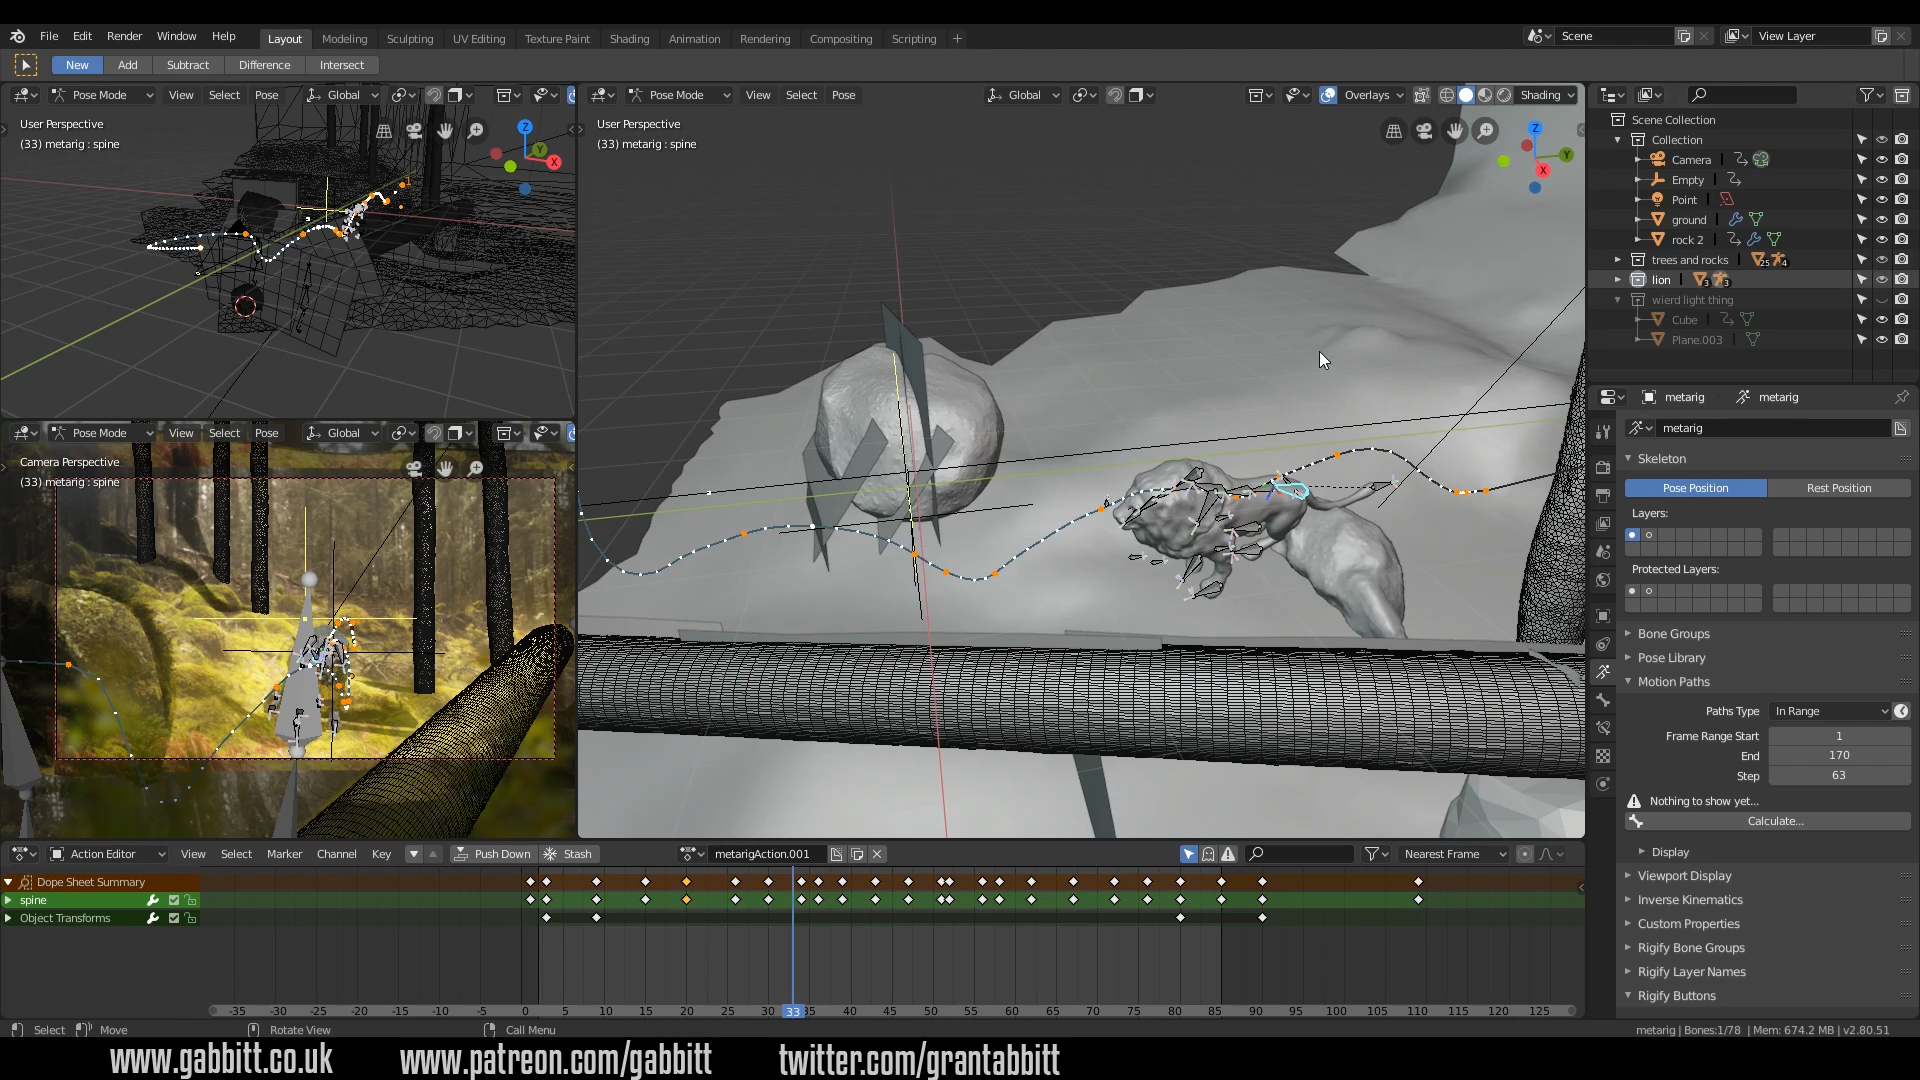 File Edit Render Window Help Layout Modeling Sculpting UV Editing Texture Paint Shading Animation Rendering Compositing Scripting + Scene View Layer
New Add Subtract Difference Intersect
Pose Mode View Select Pose Global
User Perspective
(33) metarig : spine
Z
Y
X
Pose Mode View Select Pose Global Overlays Shading
User Perspective
(33) metarig : spine
Z
Y
X
Pose Mode View Select Pose Global
Camera Perspective
(33) metarig : spine
Scene Collection
Collection
Camera
Empty
Point
ground
rock 2
trees and rocks 25 4
lion 3 3
wierd light thing
Cube
Plane.003
metarig metarig
metarig
Skeleton
Pose Position Rest Position
Layers:
Protected Layers:
Bone Groups
Pose Library
Motion Paths
Paths Type In Range
Frame Range Start 1
End 170
Step 63
Nothing to show yet...
Calculate...
Display
Viewport Display
Inverse Kinematics
Custom Properties
Rigify Bone Groups
Rigify Layer Names
Rigify Buttons
Action Editor View Select Marker Channel Key Push Down Stash metarigAction.001 Nearest Frame
Dope Sheet Summary
spine
Object Transforms
-35 -30 -25 -20 -15 -10 -5 0 5 10 15 20 25 30 33 35 40 45 50 55 60 65 70 75 80 85 90 95 100 105 110 115 120 125
Select Move Rotate View Call Menu metarig | Bones:1/78 | Mem: 674.2 MB | v2.80.51
www.gabbitt.co.uk www.patreon.com/gabbitt twitter.com/grantabbitt